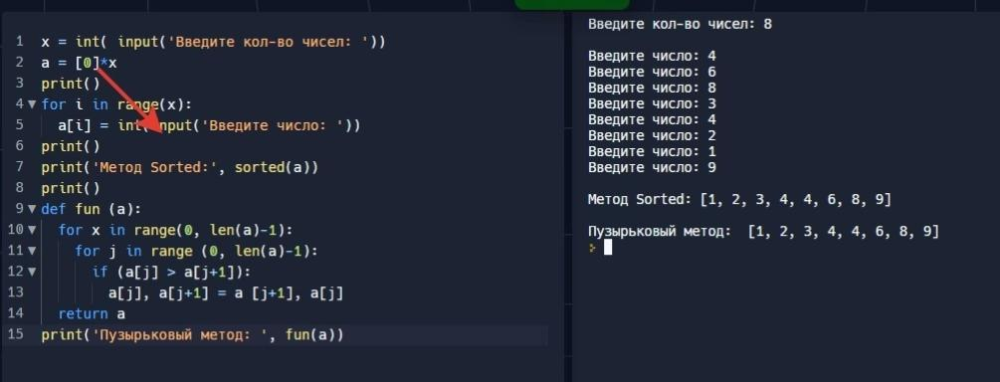 1 x = int( input('Введите кол-во чисел: '))
2 a = [0]*x
3 print()
4 for i in range(x):
5 a[i] = int(input('Введите число: '))
6 print()
7 print('Метод Sorted:', sorted(a))
8 print()
9 def fun (a):
10 for x in range(0, len(a)-1):
11 for j in range (0, len(a)-1):
12 if (a[j] > a[j+1]):
13 a[j], a[j+1] = a [j+1], a[j]
14 return a
15 print('Пузырьковый метод: ', fun(a))
Введите кол-во чисел: 8
Введите число: 4
Введите число: 6
Введите число: 8
Введите число: 3
Введите число: 4
Введите число: 2
Введите число: 1
Введите число: 9
Метод Sorted: [1, 2, 3, 4, 4, 6, 8, 9]
Пузырьковый метод:  [1, 2, 3, 4, 4, 6, 8, 9]